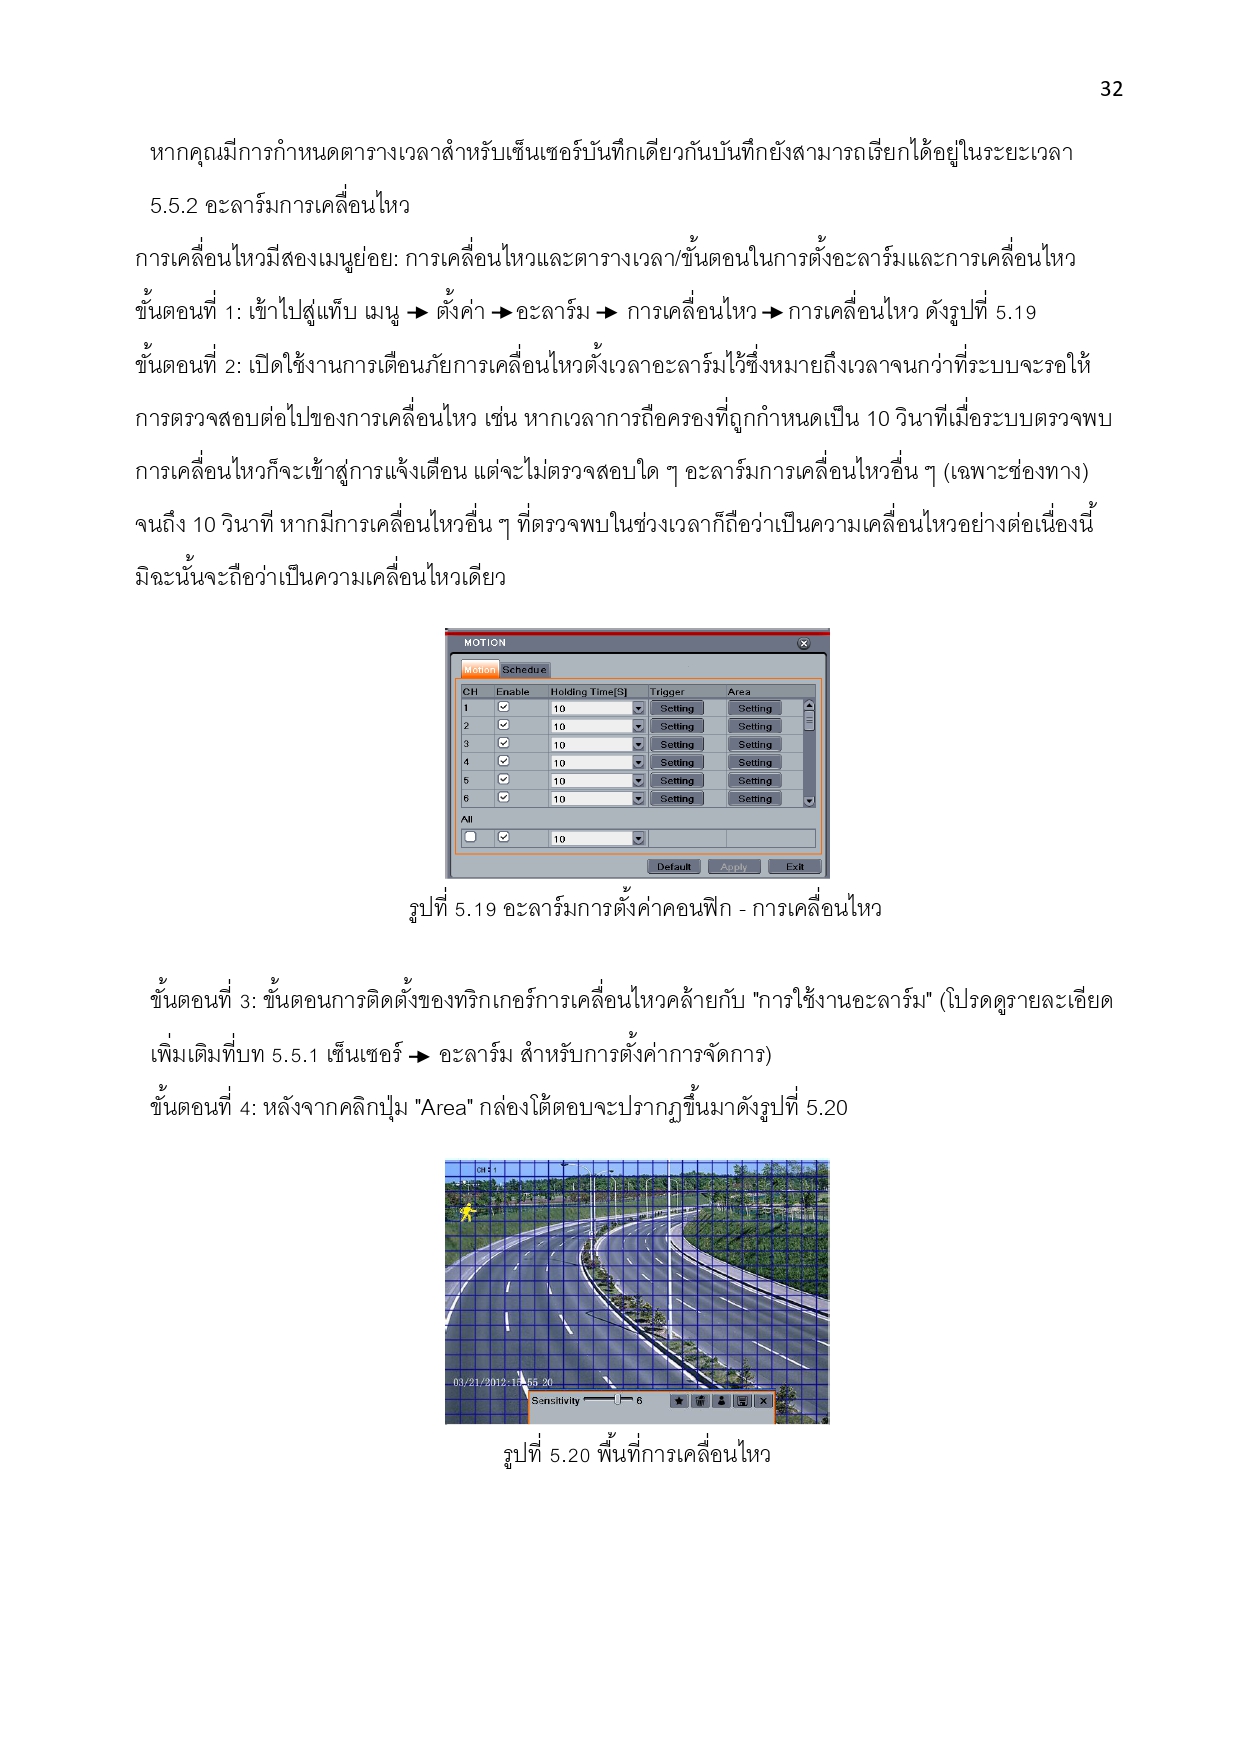 32
หากคุณมีการกำหนดตารางเวลาสำหรับเซ็นเซอร์บันทึกเดียวกันบันทึกยังสามารถเรียกได้อยู่ในระยะเวลา
5.5.2 อะลาร์มการเคลื่อนไหว
การเคลื่อนไหวมีสองเมนูย่อย: การเคลื่อนไหวและตารางเวลา/ขั้นตอนในการตั้งอะลาร์มและการเคลื่อนไหว
ขั้นตอนที่ 1: เข้าไปสู่แท็บ เมนู → ตั้งค่า → อะลาร์ม → การเคลื่อนไหว → การเคลื่อนไหว ดังรูปที่ 5.19
ขั้นตอนที่ 2: เปิดใช้งานการเตือนภัยการเคลื่อนไหวตั้งเวลาอะลาร์มไว้ซึ่งหมายถึงเวลาจนกว่าที่ระบบจะรอให้
การตรวจสอบต่อไปของการเคลื่อนไหว เช่น หากเวลาการถือครองที่ถูกกำหนดเป็น 10 วินาทีเมื่อระบบตรวจพบ
การเคลื่อนไหวก็จะเข้าสู่การแจ้งเตือน แต่จะไม่ตรวจสอบใด ๆ อะลาร์มการเคลื่อนไหวอื่น ๆ (เฉพาะช่องทาง)
จนถึง 10 วินาที หากมีการเคลื่อนไหวอื่น ๆ ที่ตรวจพบในช่วงเวลาก็ถือว่าเป็นความเคลื่อนไหวอย่างต่อเนื่องนี้
มิฉะนั้นจะถือว่าเป็นความเคลื่อนไหวเดียว
MOTION
Motion Schedule
CH Enable Holding Time[S] Trigger Area
1 10 Setting Setting
2 10 Setting Setting
3 10 Setting Setting
4 10 Setting Setting
5 10 Setting Setting
6 10 Setting Setting
All
10
Default Apply Exit
รูปที่ 5.19 อะลาร์มการตั้งค่าคอนฟิก - การเคลื่อนไหว
ขั้นตอนที่ 3: ขั้นตอนการติดตั้งของทริกเกอร์การเคลื่อนไหวคล้ายกับ "การใช้งานอะลาร์ม" (โปรดดูรายละเอียด
เพิ่มเติมที่บท 5.5.1 เซ็นเซอร์ → อะลาร์ม สำหรับการตั้งค่าการจัดการ)
ขั้นตอนที่ 4: หลังจากคลิกปุ่ม "Area" กล่องโต้ตอบจะปรากฏขึ้นมาดังรูปที่ 5.20
CH : 1
03/21/2012
Sensitivity 6
รูปที่ 5.20 พื้นที่การเคลื่อนไหว